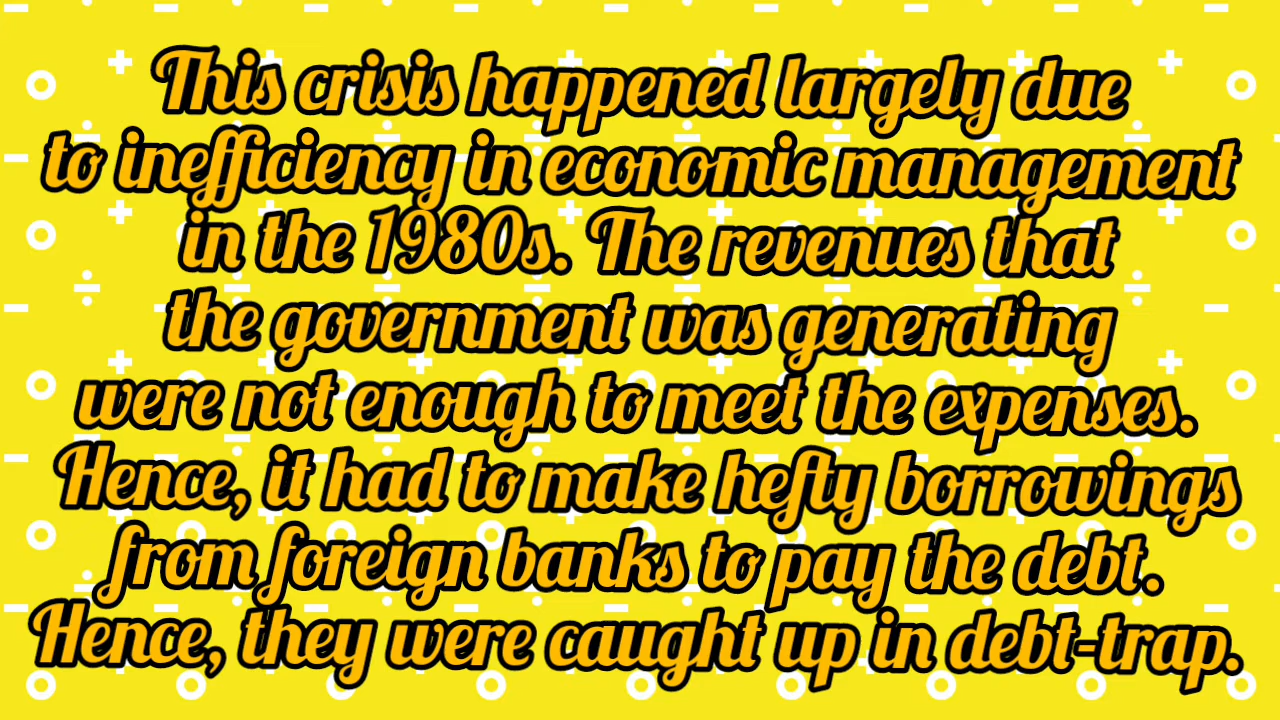 This crisis happened largely due
to inefficiency in economic management
in the 1980s. The revenues that
the government was generating
were not enough to meet the expenses.
Hence, it had to make hefty borrowings
from foreign banks to pay the debt.
Hence, they were caught up in debt-trap.